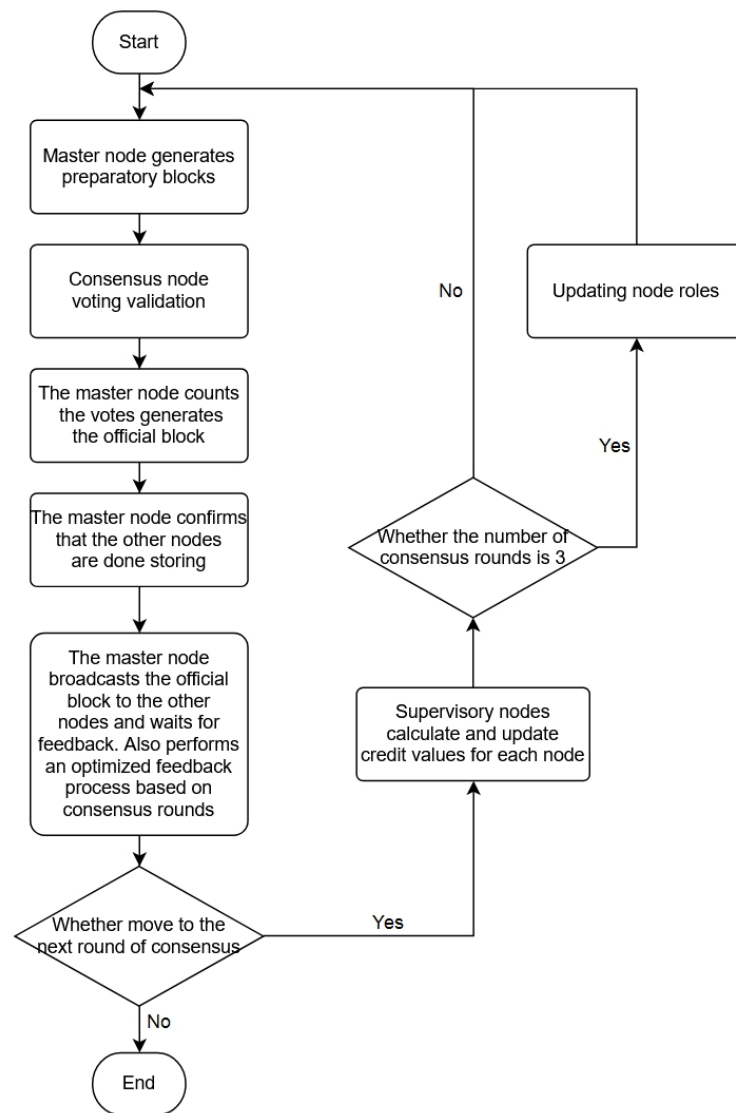 Start
Master node generates
preparatory blocks
Consensus node
voting validation
The master node counts
the votes generates
the official block
The master node confirms
that the other nodes
are done storing
The master node
broadcasts the official
block to the other
nodes and waits for
feedback. Also performs
an optimized feedback
process based on
consensus rounds
Whether move to the
next round of consensus
No
End
Yes
Supervisory nodes
calculate and update
credit values for each node
Whether the number of
consensus rounds is 3
No
Yes
Updating node roles